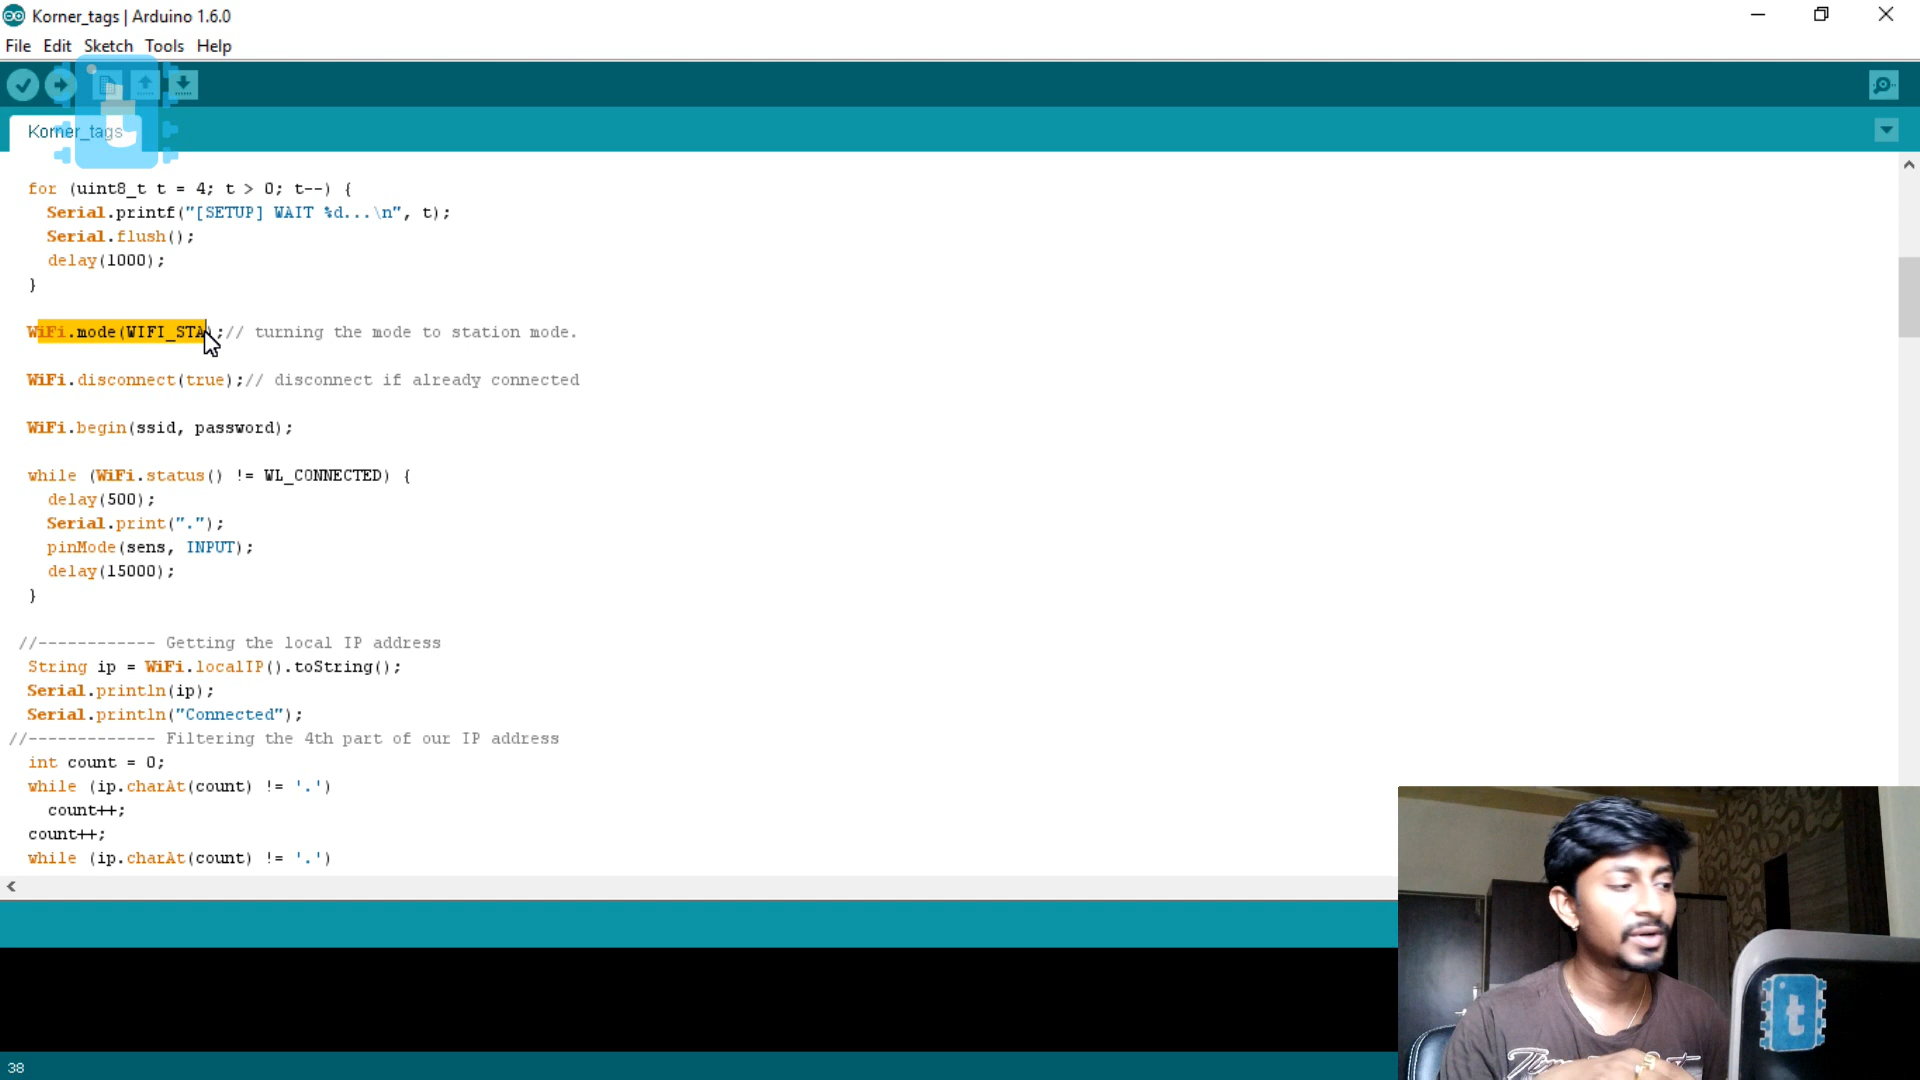 Korner_tags | Arduino 1.6.0
File Edit Sketch Tools Help
Korner_tags
for (uint8_t t = 4; t > 0; t--) {
Serial.printf("[SETUP] WAIT %d...\n", t);
Serial.flush();
delay(1000);
}
WiFi.mode(WIFI_STA);// turning the mode to station mode.
WiFi.disconnect(true);// disconnect if already connected
WiFi.begin(ssid, password);
while (WiFi.status() != WL_CONNECTED) {
delay(500);
Serial.print(".");
pinMode(sens, INPUT);
delay(15000);
}
//------------ Getting the local IP address
String ip = WiFi.localIP().toString();
Serial.println(ip);
Serial.println("Connected");
//------------- Filtering the 4th part of our IP address
int count = 0;
while (ip.charAt(count) != '.')
count++;
count++;
while (ip.charAt(count) != '.')
t
38